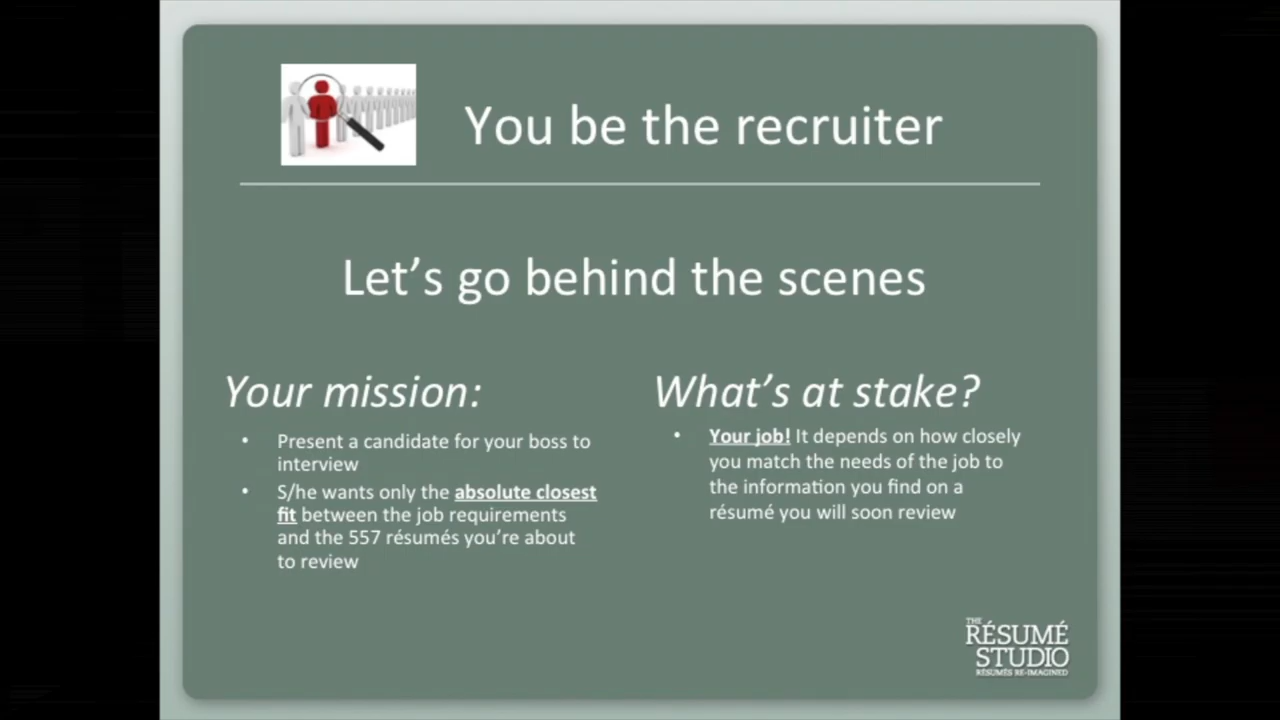 You be the recruiter
Let's go behind the scenes
Your mission:
• Present a candidate for your boss to
interview
• S/he wants only the absolute closest
fit between the job requirements
and the 557 résumés you're about
to review
What's at stake?
• Your job! It depends on how closely
you match the needs of the job to
the information you find on a
résumé you will soon review
THE
RÉSUMÉ
STUDIO
RÉSUMÉS RE-IMAGINED